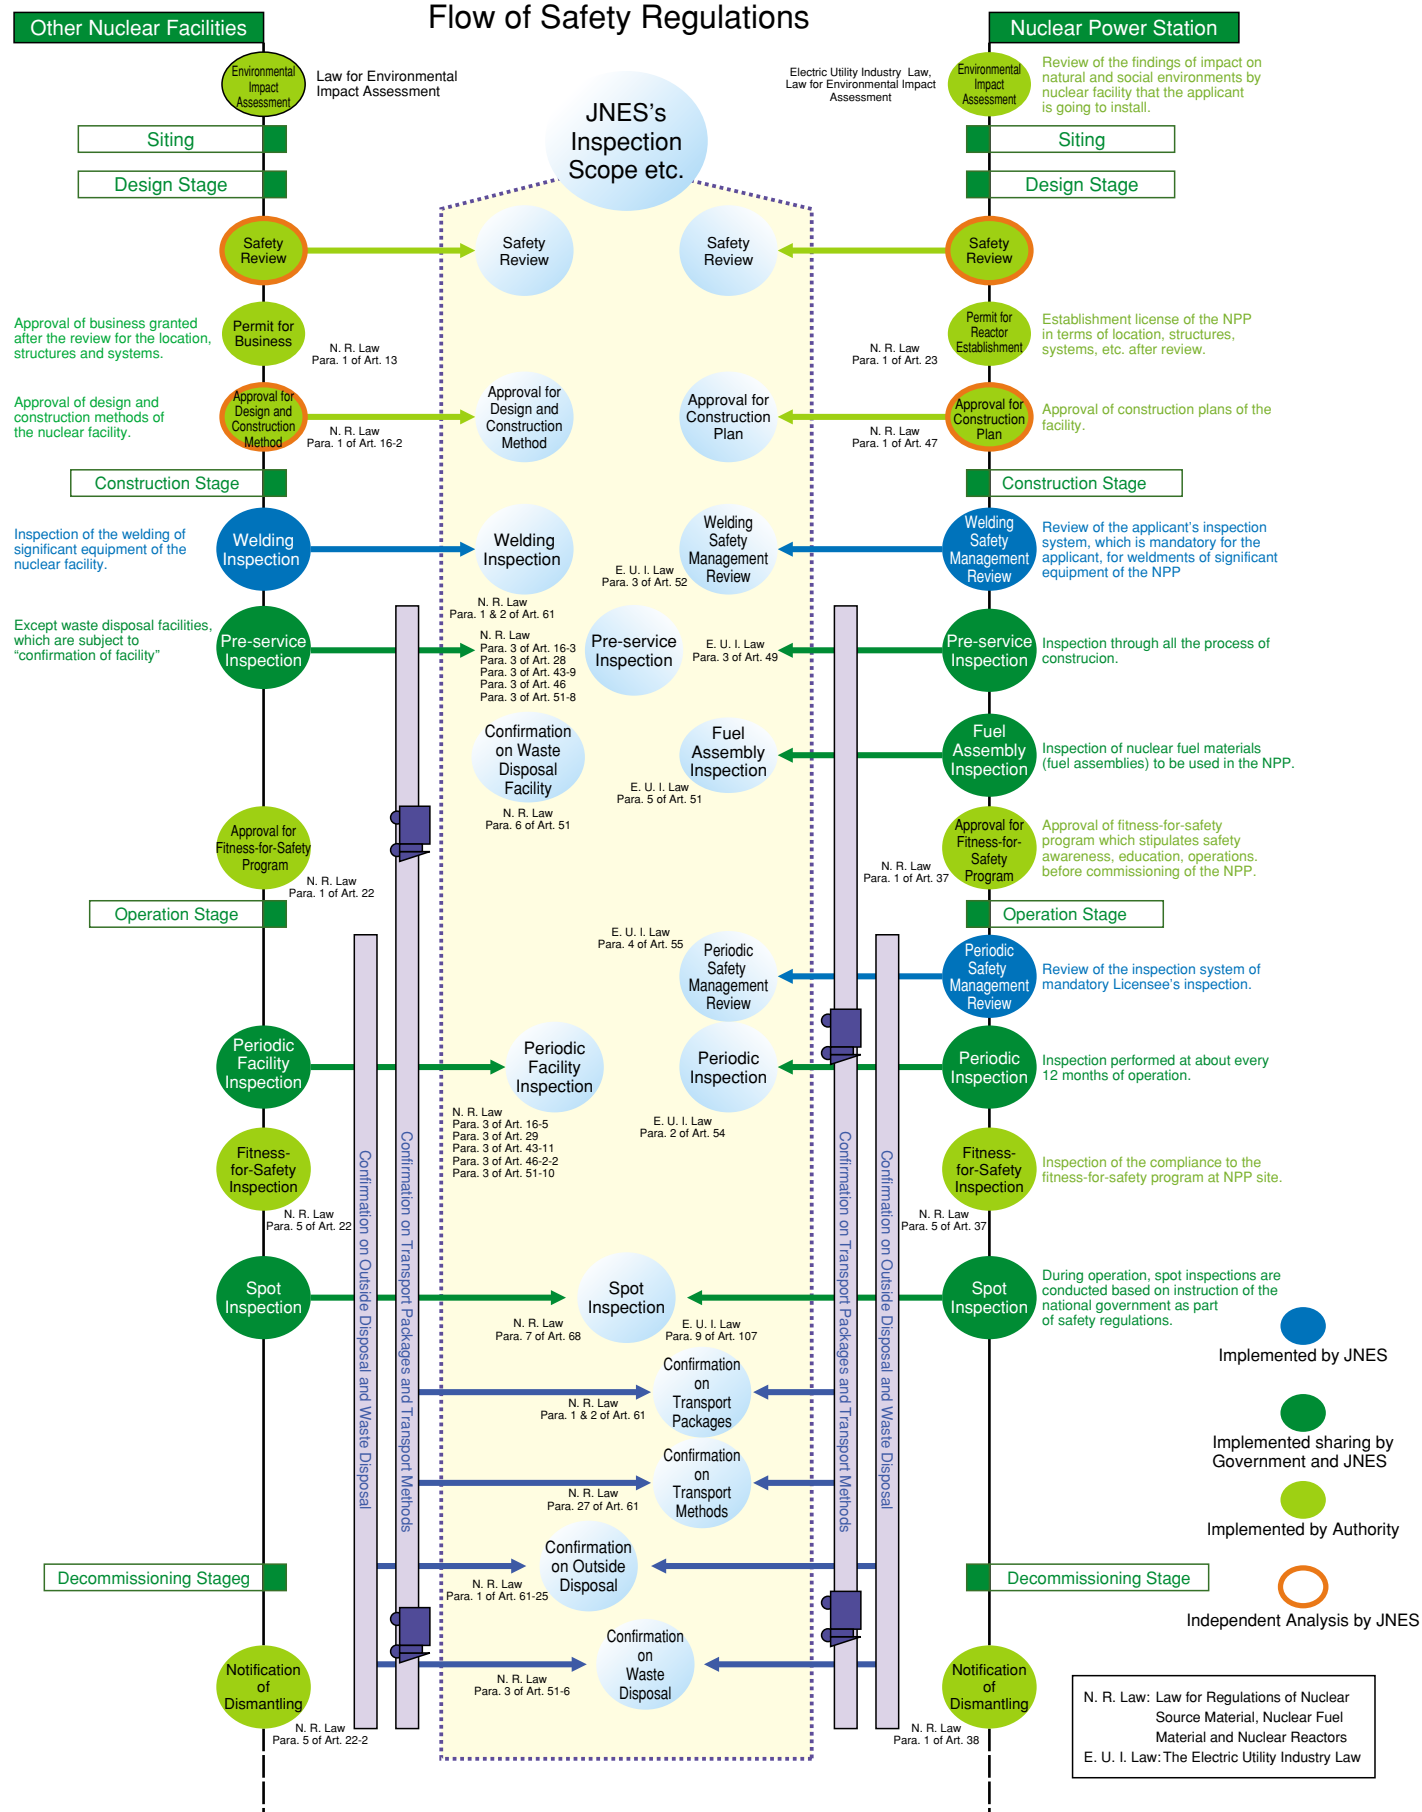 Flow of Safety Regulations
Other Nuclear Facilities
Nuclear Power Station
Environmental
Impact
Assessment
Law for Environmental
Impact Assessment
JNES's
Inspection
Scope etc.
Electric Utility Industry Law,
Law for Environmental Impact
Assessment
Environmental
Impact
Assessment
Review of the findings of impact on
natural and social environments by
nuclear facility that the applicant
is going to install.
Siting
Siting
Design Stage
Design Stage
Safety
Review
Safety
Review
Safety
Review
Safety
Review
Approval of business granted
after the review for the location,
structures and systems.
Permit for
Business
N. R. Law
Para. 1 of Art. 13
N. R. Law
Para. 1 of Art. 23
Permit for
Reactor
Establishment
Establishment license of the NPP
in terms of location, structures,
systems, etc. after review.
Approval of design and
construction methods of
the nuclear facility.
Approval for
Design and
Construction
Method
N. R. Law
Para. 1 of Art. 16-2
Approval for
Design and
Construction
Method
Approval for
Construction
Plan
N. R. Law
Para. 1 of Art. 47
Approval for
Construction
Plan
Approval of construction plans of the
facility.
Construction Stage
Construction Stage
Inspection of the welding of
significant equipment of the
nuclear facility.
Welding
Inspection
Welding
Inspection
N. R. Law
Para. 1 & 2 of Art. 61
Welding
Safety
Management
Review
E. U. I. Law
Para. 3 of Art. 52
Welding
Safety
Management
Review
Review of the applicant's inspection
system, which is mandatory for the
applicant, for weldments of significant
equipment of the NPP
Except waste disposal facilities,
which are subject to
“confirmation of facility”
Pre-service
Inspection
N. R. Law
Para. 3 of Art. 16-3
Para. 3 of Art. 28
Para. 3 of Art. 43-9
Para. 3 of Art. 46
Para. 3 of Art. 51-8
Pre-service
Inspection
E. U. I. Law
Para. 3 of Art. 49
Pre-service
Inspection
Inspection through all the process of
construcion.
Confirmation
on Waste
Disposal
Facility
N. R. Law
Para. 6 of Art. 51
Fuel
Assembly
Inspection
E. U. I. Law
Para. 5 of Art. 51
Fuel
Assembly
Inspection
Inspection of nuclear fuel materials
(fuel assemblies) to be used in the NPP.
Approval for
Fitness-for-Safety
Program
N. R. Law
Para. 1 of Art. 22
N. R. Law
Para. 1 of Art. 37
Approval for
Fitness-for-
Safety
Program
Approval of fitness-for-safety
program which stipulates safety
awareness, education, operations.
before commissioning of the NPP.
Operation Stage
Operation Stage
E. U. I. Law
Para. 4 of Art. 55
Periodic
Safety
Management
Review
Periodic
Safety
Management
Review
Review of the inspection system of
mandatory Licensee's inspection.
Periodic
Facility
Inspection
Periodic
Facility
Inspection
N. R. Law
Para. 3 of Art. 16-5
Para. 3 of Art. 29
Para. 3 of Art. 43-11
Para. 3 of Art. 46-2-2
Para. 3 of Art. 51-10
Periodic
Inspection
E. U. I. Law
Para. 2 of Art. 54
Periodic
Inspection
Inspection performed at about every
12 months of operation.
Fitness-
for-Safety
Inspection
N. R. Law
Para. 5 of Art. 22
Confirmation on Outside Disposal and Waste Disposal
Confirmation on Transport Packages and Transport Methods
Confirmation on Transport Packages and Transport Methods
Confirmation on Outside Disposal and Waste Disposal
Fitness-
for-Safety
Inspection
N. R. Law
Para. 5 of Art. 37
Inspection of the compliance to the
fitness-for-safety program at NPP site.
Spot
Inspection
N. R. Law
Para. 7 of Art. 68
Spot
Inspection
E. U. I. Law
Para. 9 of Art. 107
Spot
Inspection
During operation, spot inspections are
conducted based on instruction of the
national government as part
of safety regulations.
Implemented by JNES
N. R. Law
Para. 1 & 2 of Art. 61
Confirmation
on
Transport
Packages
Implemented sharing by
Government and JNES
N. R. Law
Para. 27 of Art. 61
Confirmation
on
Transport
Methods
Implemented by Authority
Decommissioning Stageg
N. R. Law
Para. 1 of Art. 61-25
Confirmation
on Outside
Disposal
Decommissioning Stage
Independent Analysis by JNES
Notification
of
Dismantling
N. R. Law
Para. 5 of Art. 22-2
N. R. Law
Para. 3 of Art. 51-6
Confirmation
on
Waste
Disposal
N. R. Law
Para. 1 of Art. 38
Notification
of
Dismantling
N. R. Law: Law for Regulations of Nuclear
Source Material, Nuclear Fuel
Material and Nuclear Reactors
E. U. I. Law: The Electric Utility Industry Law